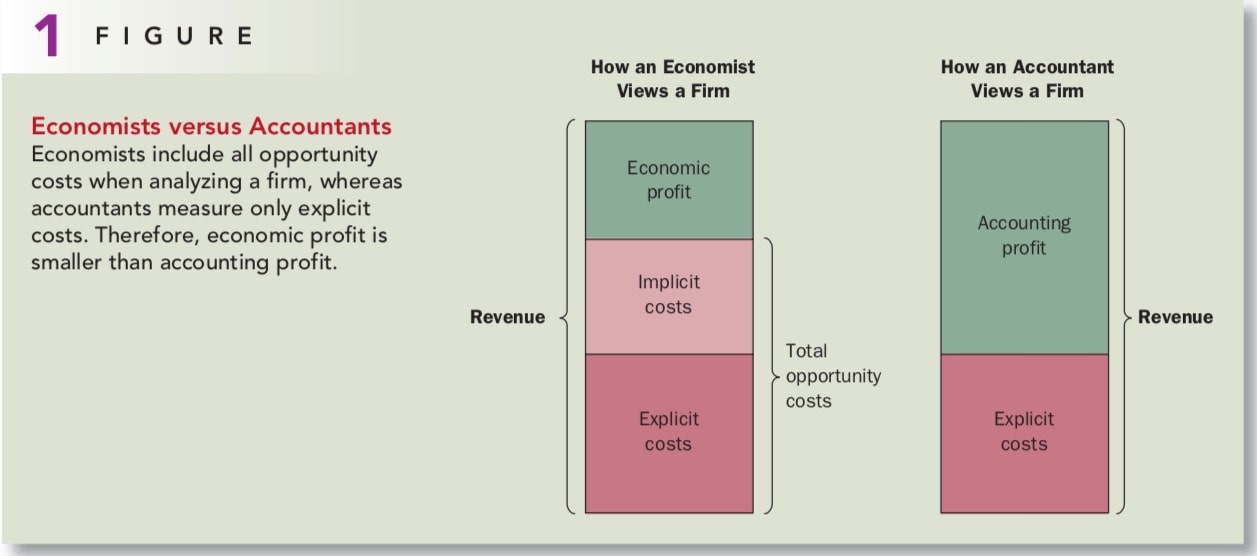 1 FIGURE
Economists versus Accountants
Economists include all opportunity
costs when analyzing a firm, whereas
accountants measure only explicit
costs. Therefore, economic profit is
smaller than accounting profit.
How an Economist
Views a Firm
Revenue
Economic
profit
Implicit
costs
Explicit
costs
Total
opportunity
costs
How an Accountant
Views a Firm
Accounting
profit
Explicit
costs
Revenue